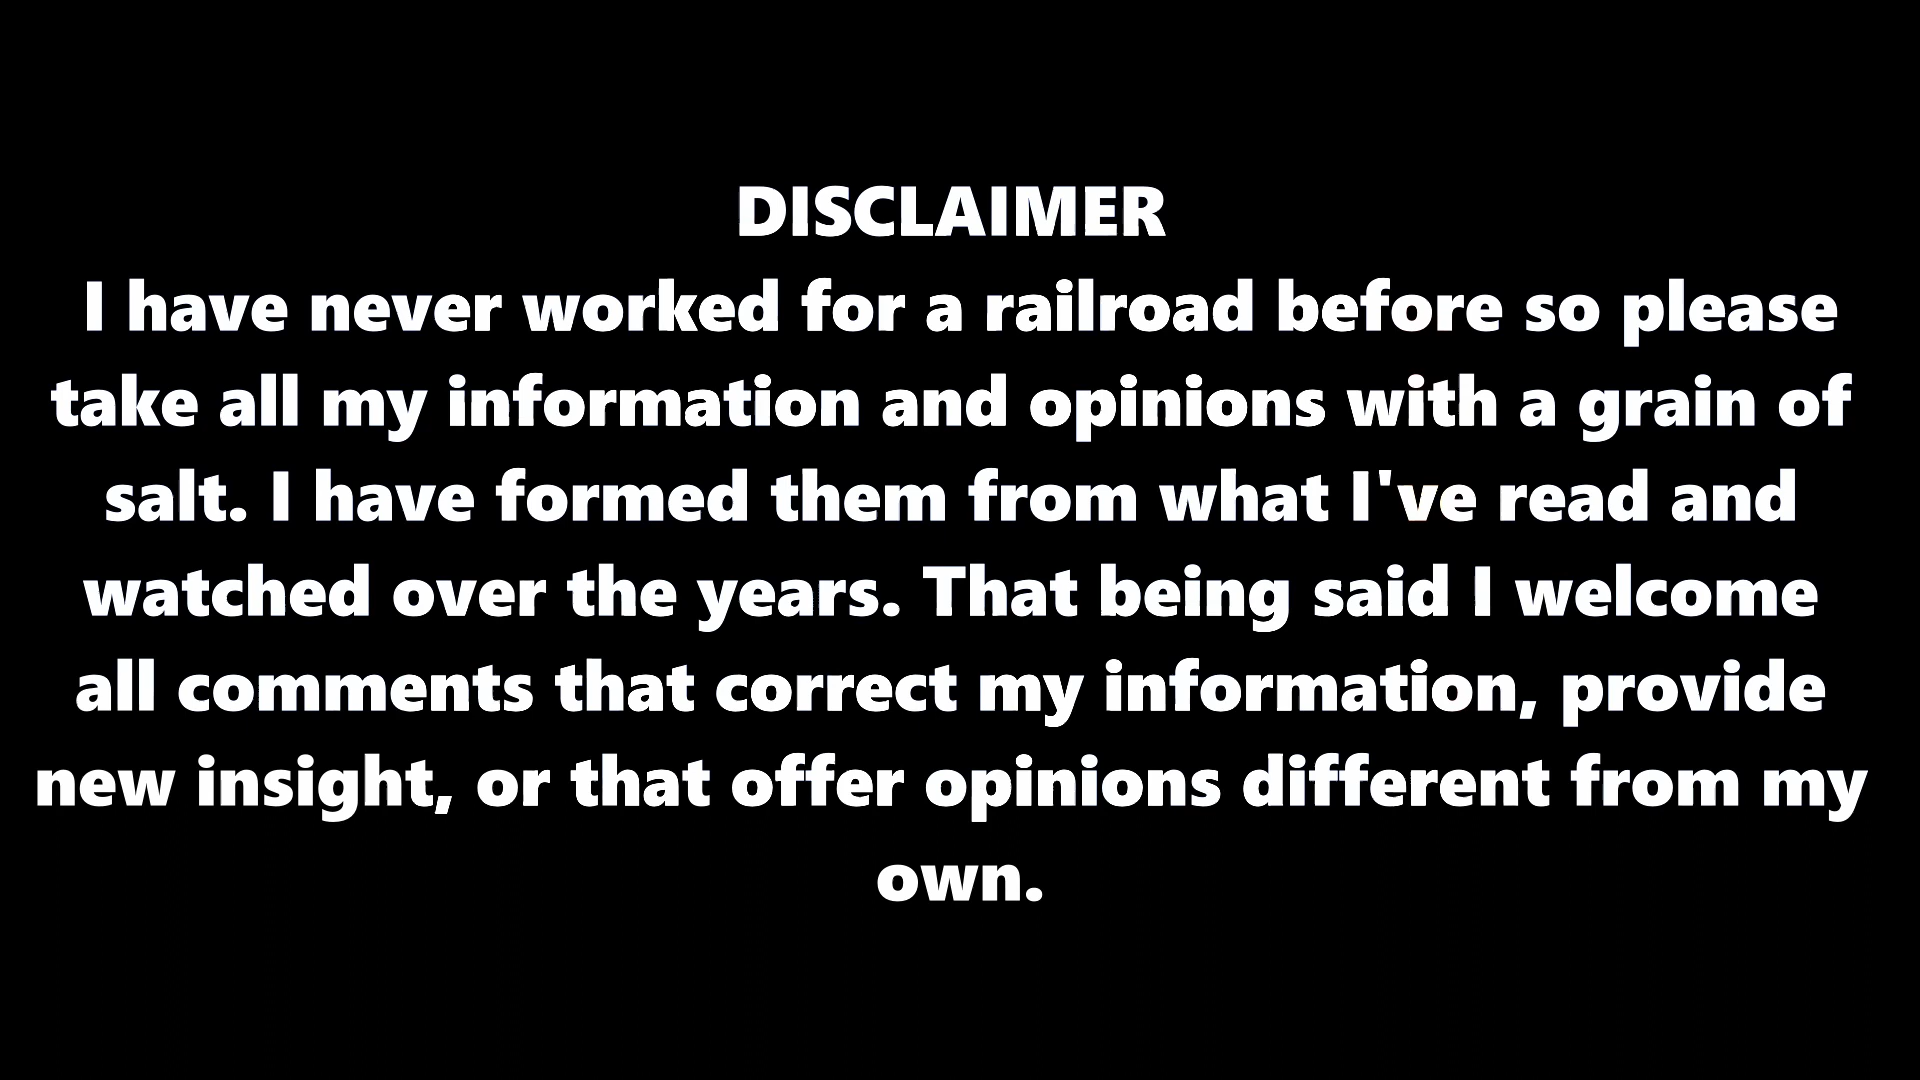 DISCLAIMER
I have never worked for a railroad before so please
take all my information and opinions with a grain of
salt. I have formed them from what I've read and
watched over the years. That being said I welcome
all comments that correct my information, provide
new insight, or that offer opinions different from my
own.